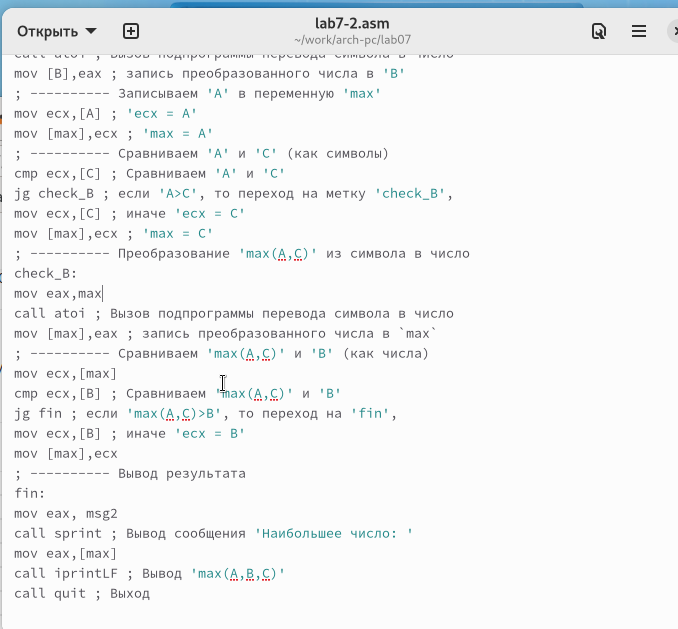 Открыть
lab7-2.asm
~/work/arch-pc/lab07
call atoi ; Вызов подпрограммы перевода символа в число
mov [B],eax ; запись преобразованного числа в 'B'
; ---------- Записываем 'A' в переменную 'max'
mov ecx,[A] ; 'ecx = A'
mov [max],ecx ; 'max = A'
; ---------- Сравниваем 'A' и 'C' (как символы)
cmp ecx,[C] ; Сравниваем 'A' и 'C'
jg check_B ; если 'A>C', то переход на метку 'check_B',
mov ecx,[C] ; иначе 'ecx = C'
mov [max],ecx ; 'max = C'
; ---------- Преобразование 'max(A,C)' из символа в число
check_B:
mov eax,max
call atoi ; Вызов подпрограммы перевода символа в число
mov [max],eax ; запись преобразованного числа в `max`
; ---------- Сравниваем 'max(A,C)' и 'B' (как числа)
mov ecx,[max]
cmp ecx,[B] ; Сравниваем 'max(A,C)' и 'B'
jg fin ; если 'max(A,C)>B', то переход на 'fin',
mov ecx,[B] ; иначе 'ecx = B'
mov [max],ecx
; ---------- Вывод результата
fin:
mov eax, msg2
call sprint ; Вывод сообщения 'Наибольшее число: '
mov eax,[max]
call iprintLF ; Вывод 'max(A,B,C)'
call quit ; Выход